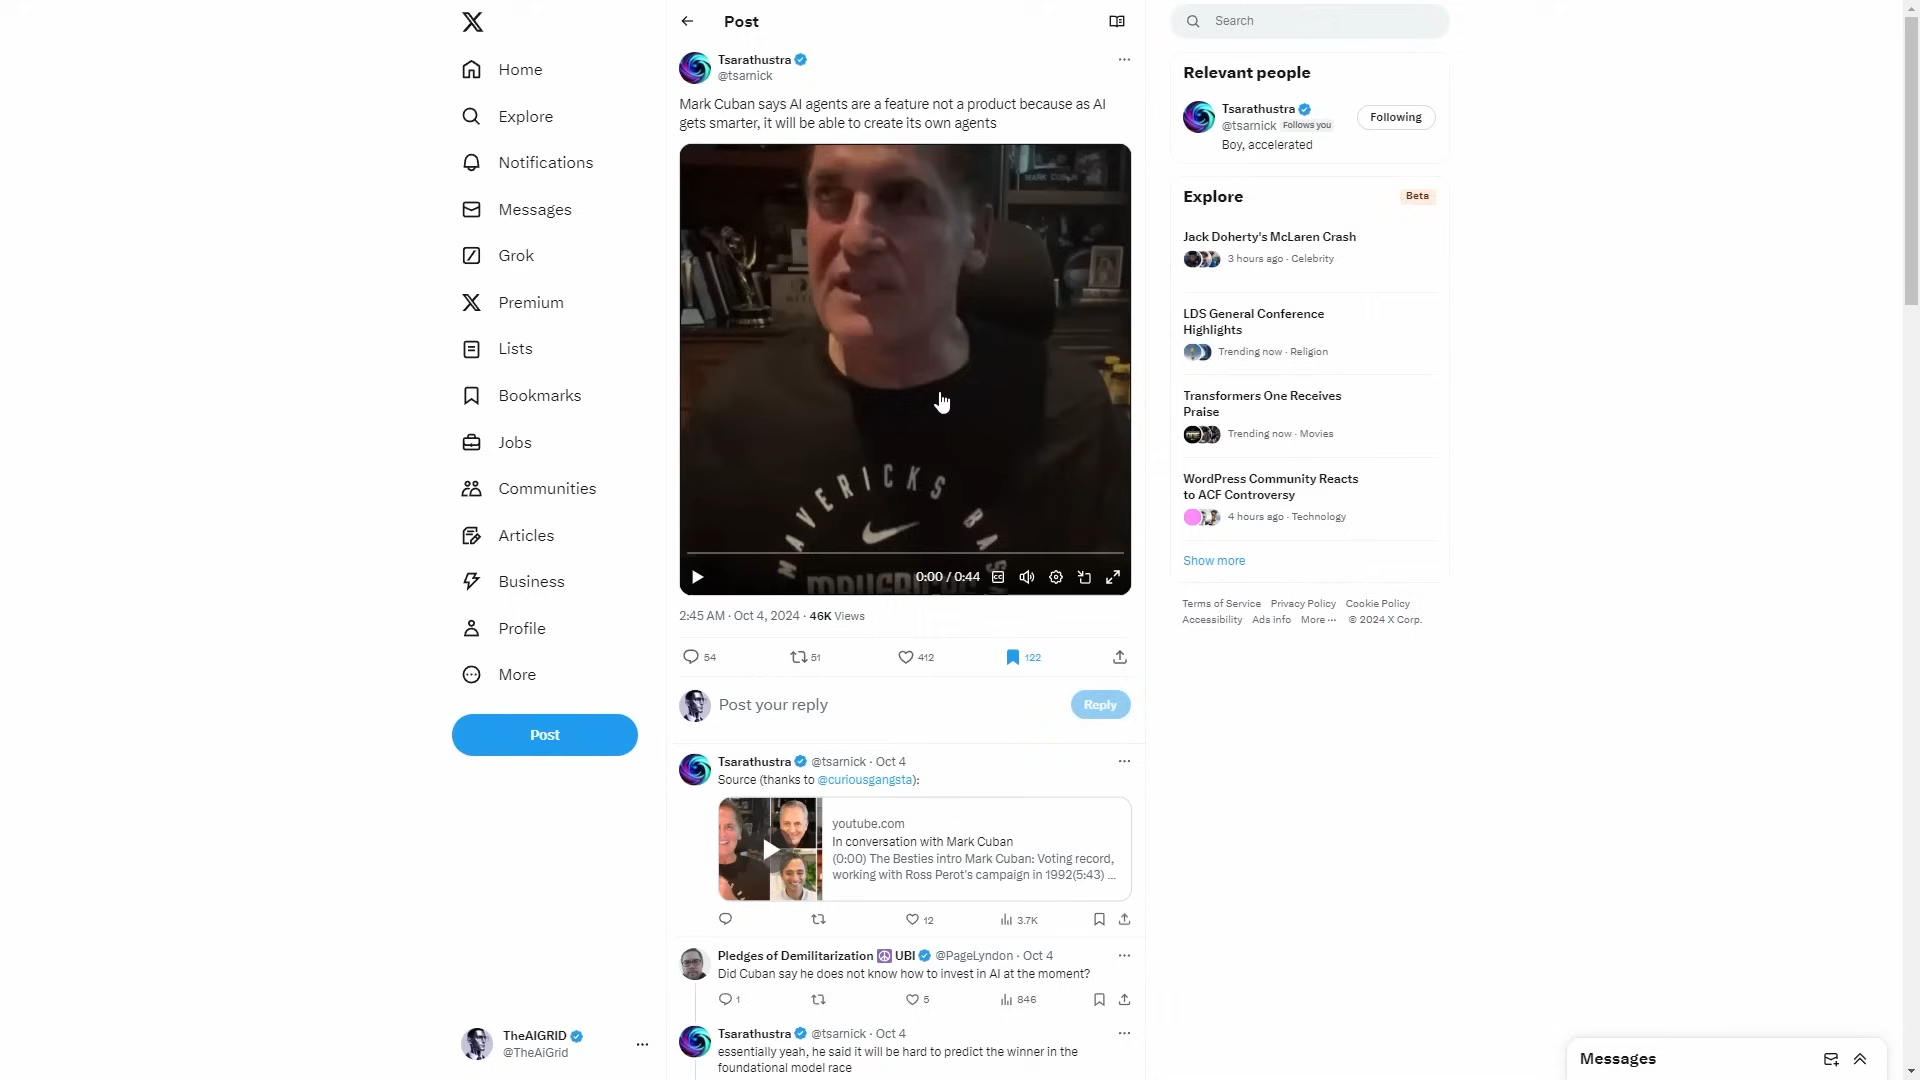 Home
Explore
Notifications
Messages
Grok
Premium
Lists
Bookmarks
Jobs
Communities
Articles
Business
Profile
More
Post
TheAIGRID
@TheAiGrid
Post
Tsarathustra
@tsarnick
Mark Cuban says AI agents are a feature not a product because as AI
gets smarter, it will be able to create its own agents
MARK CUBAN
MAVERICKS
0:00 / 0:44
2:45 AM · Oct 4, 2024 · 46K Views
54
51
412
122
Post your reply
Reply
Tsarathustra @tsarnick · Oct 4
Source (thanks to @curiousgangsta):
youtube.com
In conversation with Mark Cuban
(0:00) The Besties intro Mark Cuban: Voting record,
working with Ross Perot's campaign in 1992(5:43) ...
12
3.7K
Pledges of Demilitarization ☮ UBI @PageLyndon · Oct 4
Did Cuban say he does not know how to invest in AI at the moment?
1
5
846
Tsarathustra @tsarnick · Oct 4
essentially yeah, he said it will be hard to predict the winner in the
foundational model race
Search
Relevant people
Tsarathustra
@tsarnick Follows you
Following
Boy, accelerated
Explore
Beta
Jack Doherty's McLaren Crash
3 hours ago · Celebrity
LDS General Conference
Highlights
Trending now · Religion
Transformers One Receives
Praise
Trending now · Movies
WordPress Community Reacts
to ACF Controversy
4 hours ago · Technology
Show more
Terms of Service Privacy Policy Cookie Policy
Accessibility Ads info More ··· © 2024 X Corp.
Messages